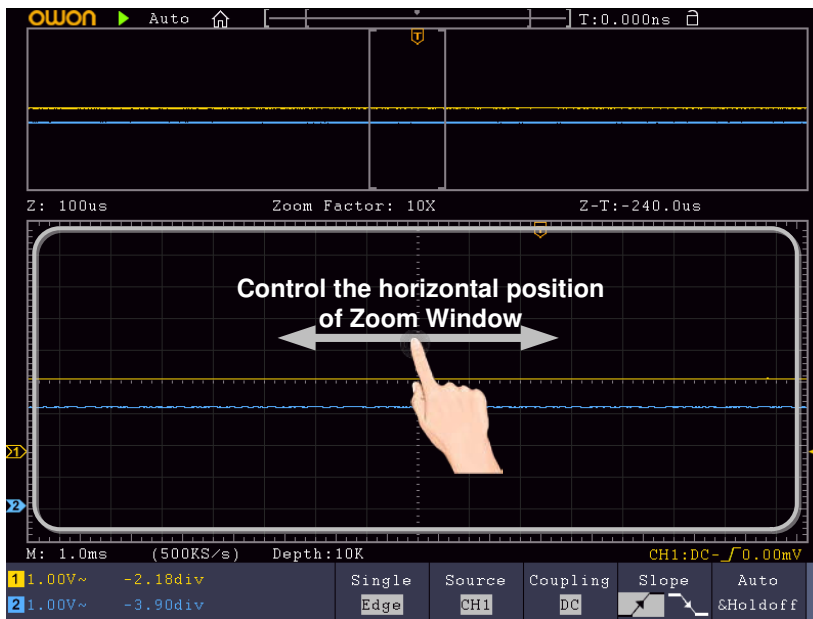 OWON Auto T:0.000ns
T
Z: 100us Zoom Factor: 10X Z-T:-240.0us
Control the horizontal position
of Zoom Window
1
2
M: 1.0ms (500KS/s) Depth:10K CH1:DC- 0.00mV
1 1.00V~ -2.18div Single Source Coupling Slope Auto
2 1.00V~ -3.90div Edge CH1 DC &Holdoff